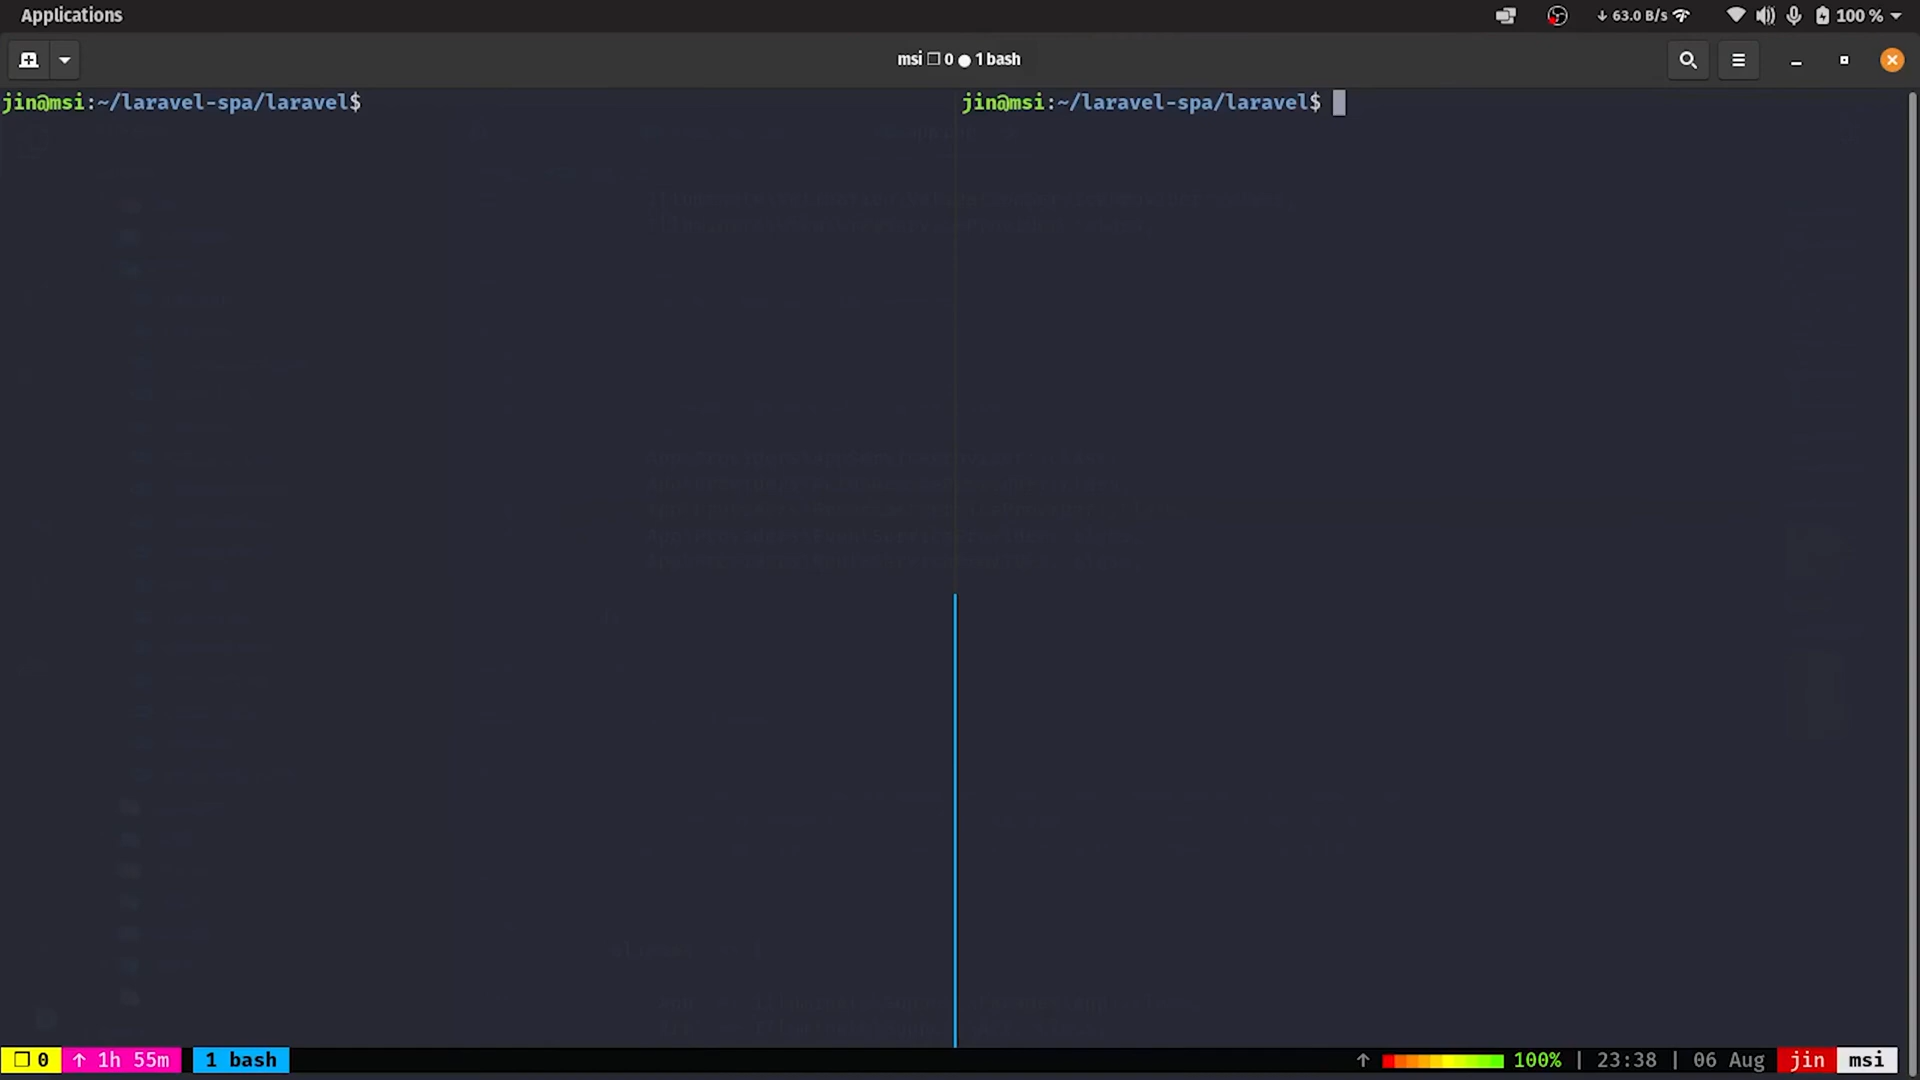 Applications
↓ 63.0 B/s
100 %
msi ❐ 0 ● 1 bash
jin@msi:~/laravel-spa/laravel$
jin@msi:~/laravel-spa/laravel$
❐ 0 ↑ 1h 55m 1 bash
↑ 100% | 23:38 | 06 Aug jin msi